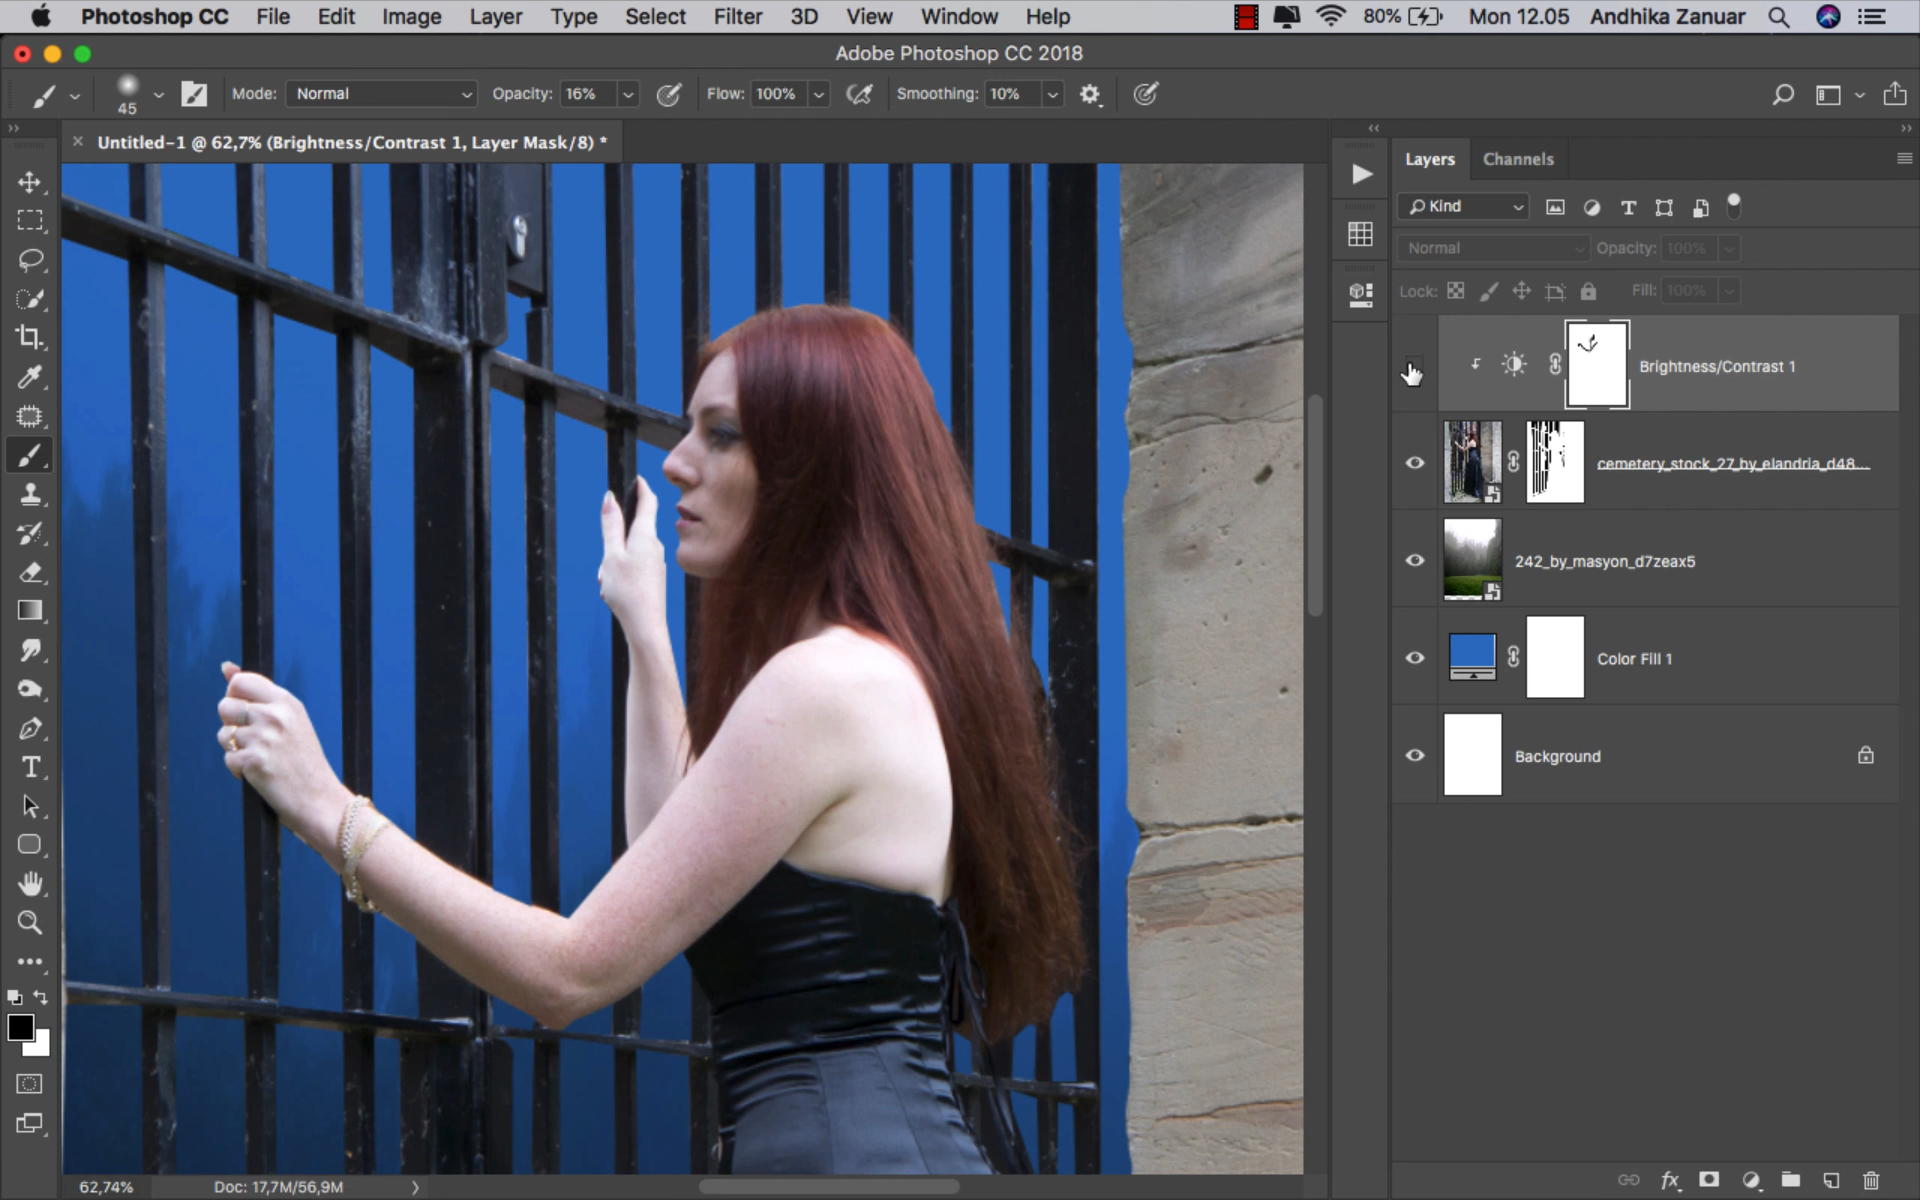 Photoshop CC File Edit Image Layer Type Select Filter 3D View Window Help 80% Mon 12.05 Andhika Zanuar
Adobe Photoshop CC 2018
45 Mode: Normal Opacity: 16% Flow: 100% Smoothing: 10%
Untitled-1 @ 62,7% (Brightness/Contrast 1, Layer Mask/8) *
Layers Channels
Kind
Normal Opacity: 100%
Lock: Fill: 100%
Brightness/Contrast 1
cemetery_stock_27_by_elandria_d48...
242_by_masyon_d7zeax5
Color Fill 1
Background
62,74% Doc: 17,7M/56,9M
fx